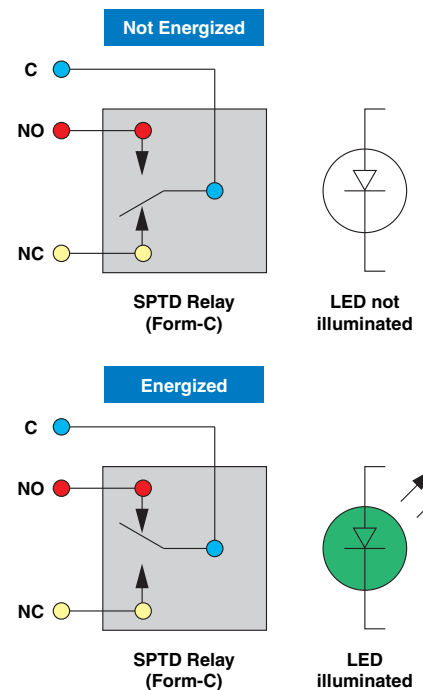 Not Energized
C
NO
NC
SPTD Relay
(Form-C)
LED not
illuminated
Energized
C
NO
NC
SPTD Relay
(Form-C)
LED
illuminated